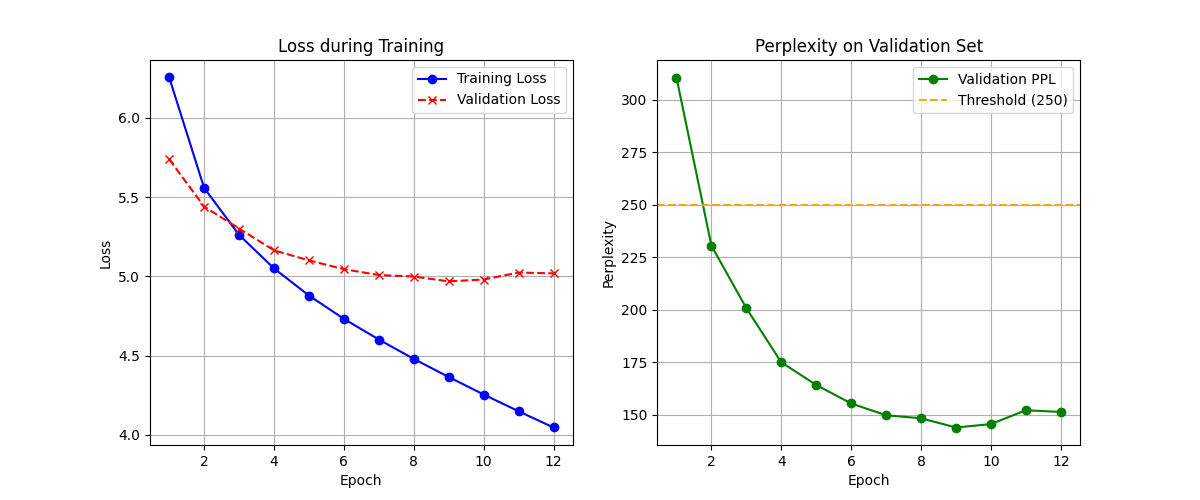 Loss during Training
Training Loss
Validation Loss
6.0
5.5
5.0
4.5
4.0
Loss
2
4
6
8
10
12
Epoch
Perplexity on Validation Set
Validation PPL
Threshold (250)
300
275
250
225
200
175
150
Perplexity
2
4
6
8
10
12
Epoch